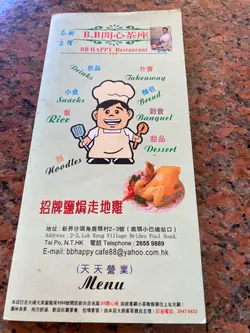 名廚
主理
B.B開心茶座
BB HAPPY Restaurant
飲品
Drinks
外賣
Takeaway
小食
Snacks
麵包
Bread
飯
Rice
到會
Banquet
甜品
Dessert
麵
Noodles
招牌鹽焗走地雞
地址：新界沙頭角鹿頸村2-3號（鹿頸小巴總站口）
Address : 2-3, Luk Keng Village Brides Pool Road,
Tai Po, N.T. HK 電話 Telephone : 2655 9889
E-mail: bbhappy.cafe88@yahoo.com.hk
（天天營業）
Menu